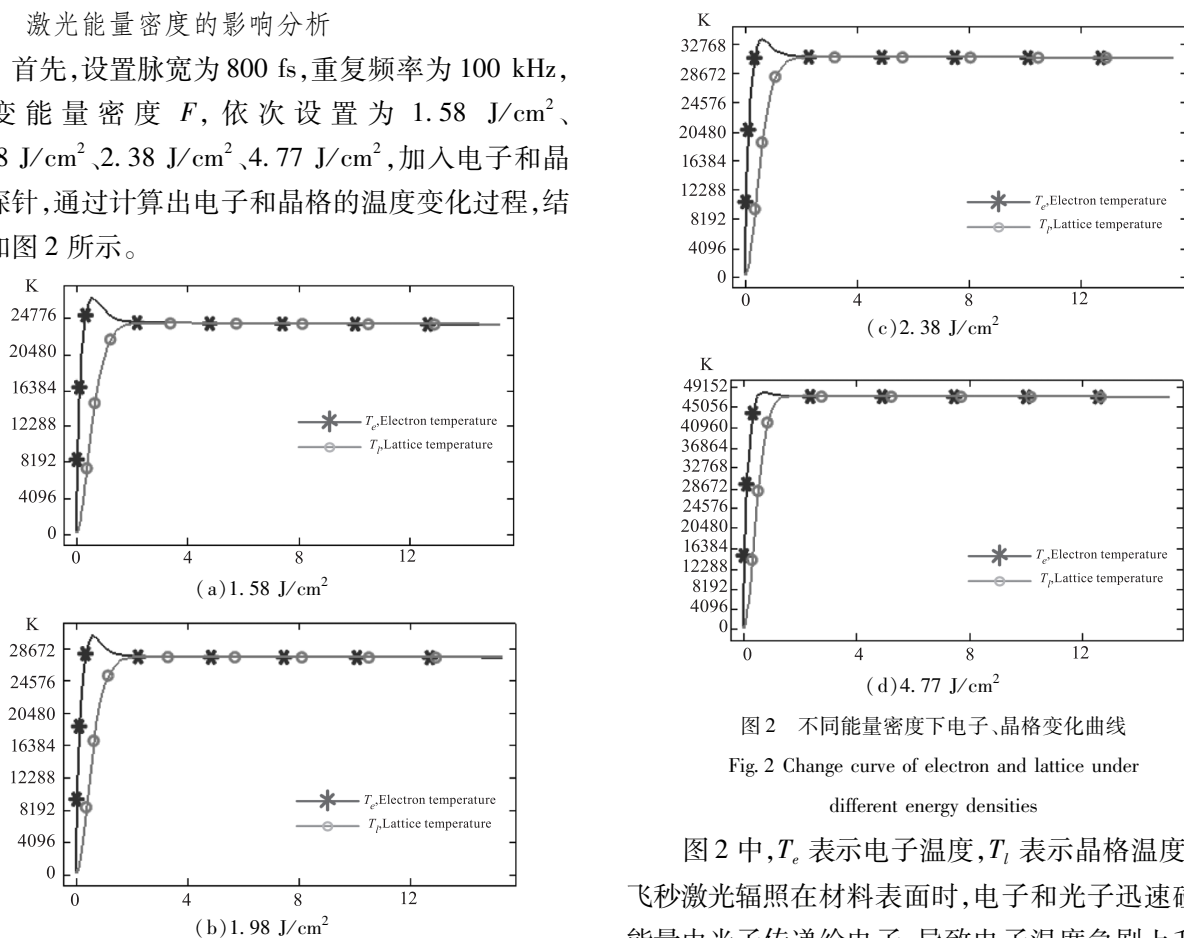 激光能量密度的影响分析
首先,设置脉宽为 800 fs,重复频率为 100 kHz,
变能量密度 F, 依次设置为 1. 58 J/cm²、
8 J/cm²、2. 38 J/cm²、4. 77 J/cm²,加入电子和晶
探针,通过计算出电子和晶格的温度变化过程,结
如图 2 所示。
K
24776
20480
16384
12288
8192
4096
0
0 4 8 12
Te,Electron temperature
Tl,Lattice temperature
(a)1. 58 J/cm²
K
28672
24576
20480
16384
12288
8192
4096
0
0 4 8 12
Te,Electron temperature
Tl,Lattice temperature
(b)1. 98 J/cm²
K
32768
28672
24576
20480
16384
12288
8192
4096
0
0 4 8 12
Te,Electron temperature
Tl,Lattice temperature
(c)2. 38 J/cm²
K
49152
45056
40960
36864
32768
28672
24576
20480
16384
12288
8192
4096
0
0 4 8 12
Te,Electron temperature
Tl,Lattice temperature
(d)4. 77 J/cm²
图 2 不同能量密度下电子、晶格变化曲线
Fig. 2 Change curve of electron and lattice under
different energy densities
图 2 中,Te 表示电子温度,Tl 表示晶格温度
飞秒激光辐照在材料表面时,电子和光子迅速